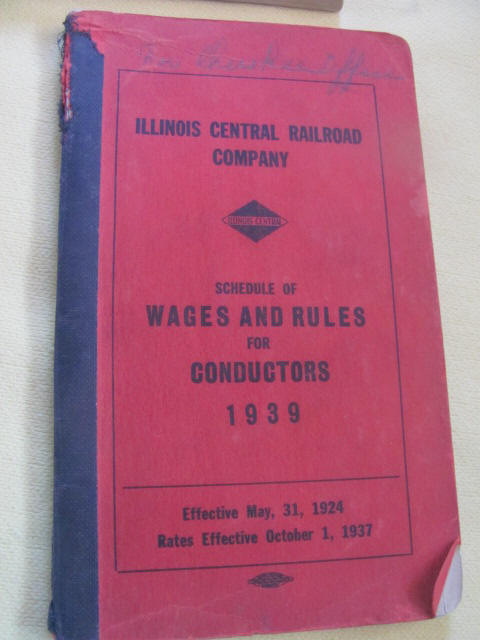 Office
ILLINOIS CENTRAL RAILROAD
COMPANY
ILLINOIS CENTRAL
SCHEDULE OF
WAGES AND RULES
FOR
CONDUCTORS
1939
Effective May, 31, 1924
Rates Effective October 1, 1937